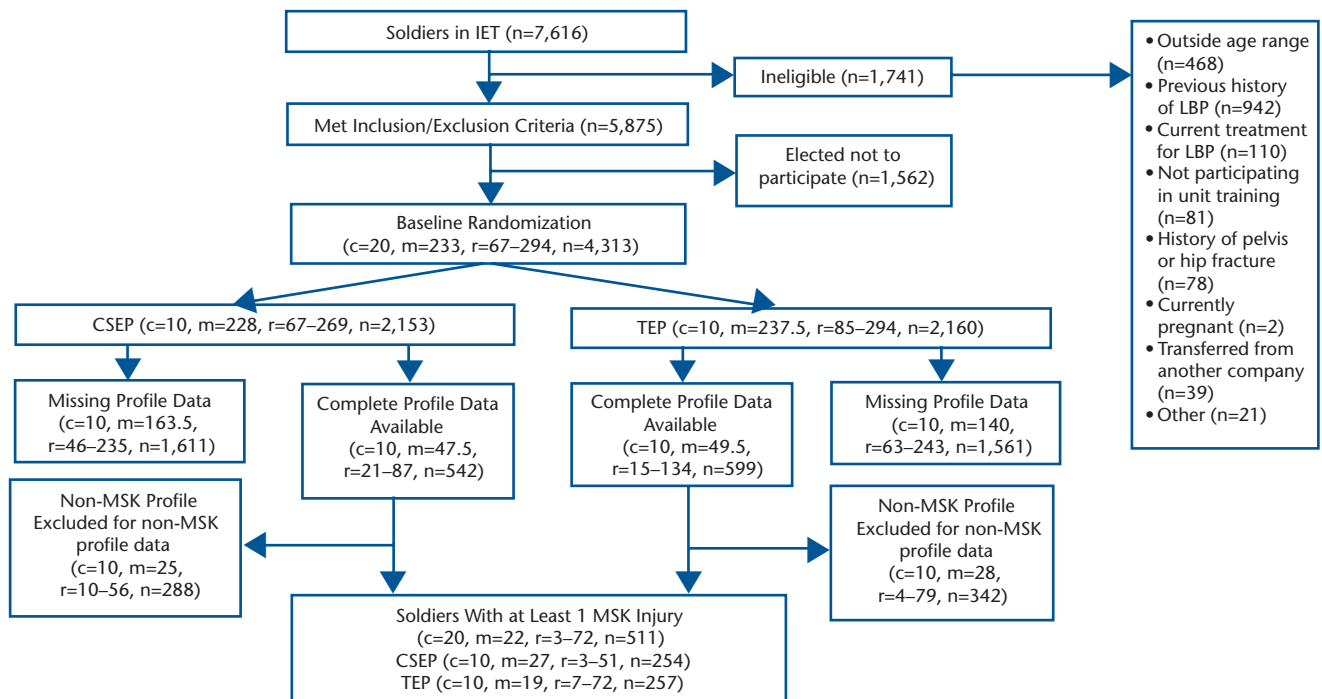 Soldiers in IET (n=7,616)
Ineligible (n=1,741)
• Outside age range
(n=468)
• Previous history
of LBP (n=942)
• Current treatment
for LBP (n=110)
• Not participating
in unit training
(n=81)
• History of pelvis
or hip fracture
(n=78)
• Currently
pregnant (n=2)
• Transferred from
another company
(n=39)
• Other (n=21)
Met Inclusion/Exclusion Criteria (n=5,875)
Elected not to
participate (n=1,562)
Baseline Randomization
(c=20, m=233, r=67–294, n=4,313)
CSEP (c=10, m=228, r=67–269, n=2,153)
TEP (c=10, m=237.5, r=85–294, n=2,160)
Missing Profile Data
(c=10, m=163.5,
r=46–235, n=1,611)
Complete Profile Data
Available
(c=10, m=47.5,
r=21–87, n=542)
Complete Profile Data
Available
(c=10, m=49.5,
r=15–134, n=599)
Missing Profile Data
(c=10, m=140,
r=63–243, n=1,561)
Non-MSK Profile
Excluded for non-MSK
profile data
(c=10, m=25,
r=10–56, n=288)
Non-MSK Profile
Excluded for non-MSK
profile data
(c=10, m=28,
r=4–79, n=342)
Soldiers With at Least 1 MSK Injury
(c=20, m=22, r=3–72, n=511)
CSEP (c=10, m=27, r=3–51, n=254)
TEP (c=10, m=19, r=7–72, n=257)